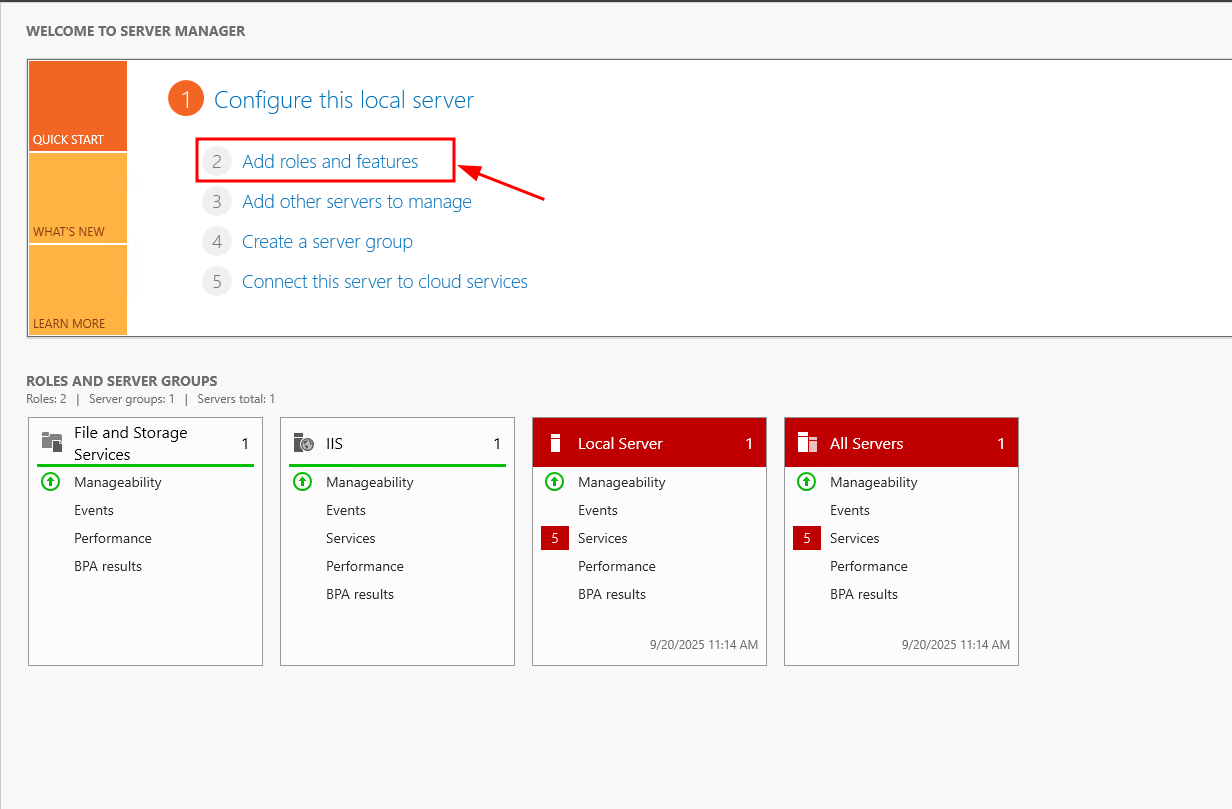 WELCOME TO SERVER MANAGER
QUICK START
WHAT'S NEW
LEARN MORE
1 Configure this local server
2 Add roles and features
3 Add other servers to manage
4 Create a server group
5 Connect this server to cloud services
ROLES AND SERVER GROUPS
Roles: 2 | Server groups: 1 | Servers total: 1
File and Storage
Services 1
Manageability
Events
Performance
BPA results
IIS 1
Manageability
Events
Services
Performance
BPA results
Local Server 1
Manageability
Events
5 Services
Performance
BPA results
9/20/2025 11:14 AM
All Servers 1
Manageability
Events
5 Services
Performance
BPA results
9/20/2025 11:14 AM